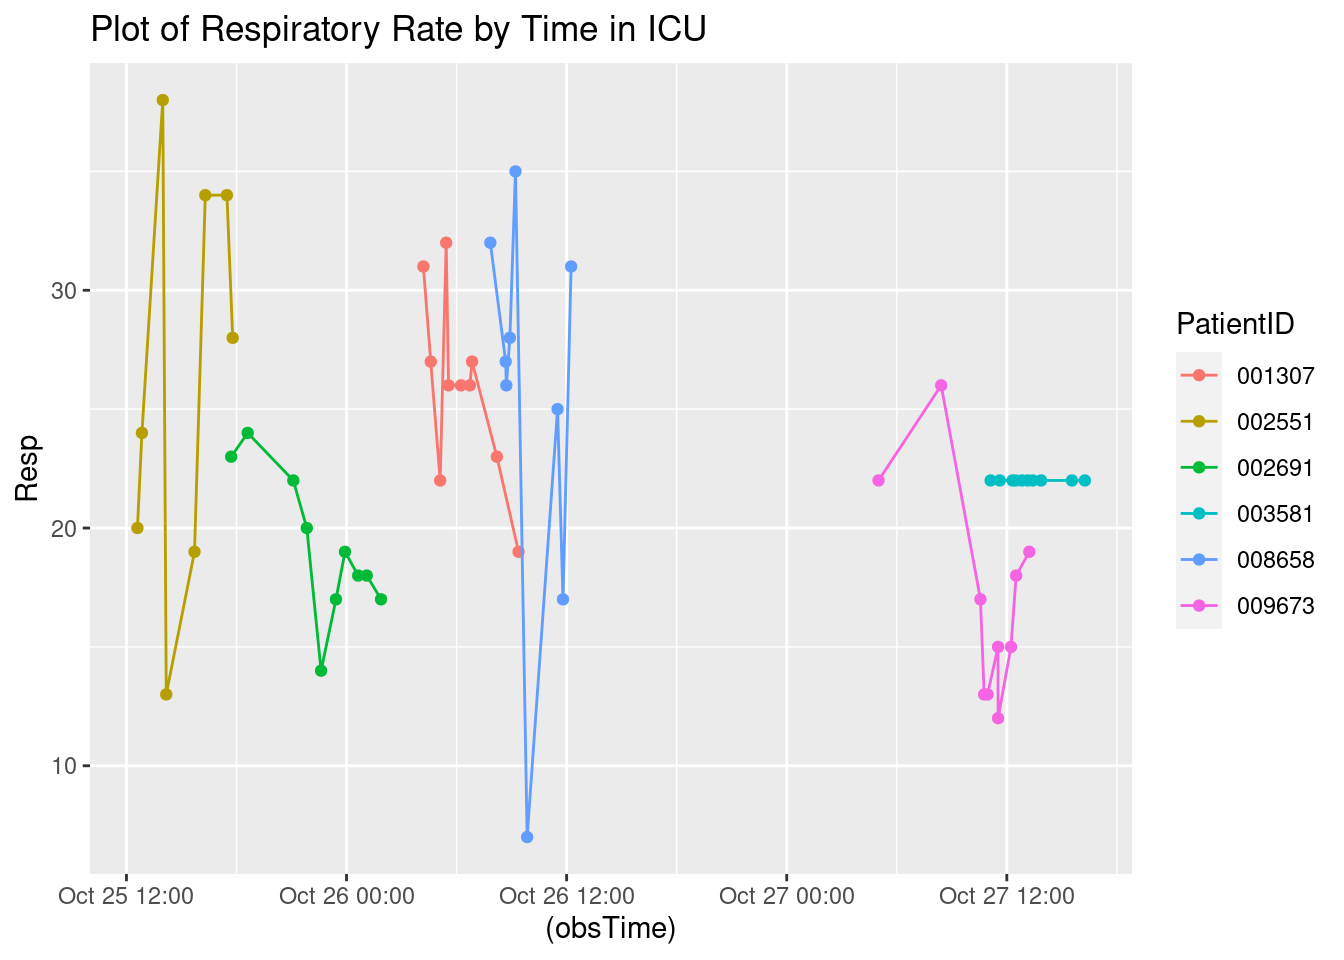 Plot of Respiratory Rate by Time in ICU
Resp
30
20
10
Oct 25 12:00
Oct 26 00:00
Oct 26 12:00
Oct 27 00:00
Oct 27 12:00
(obsTime)
PatientID
001307
002551
002691
003581
008658
009673